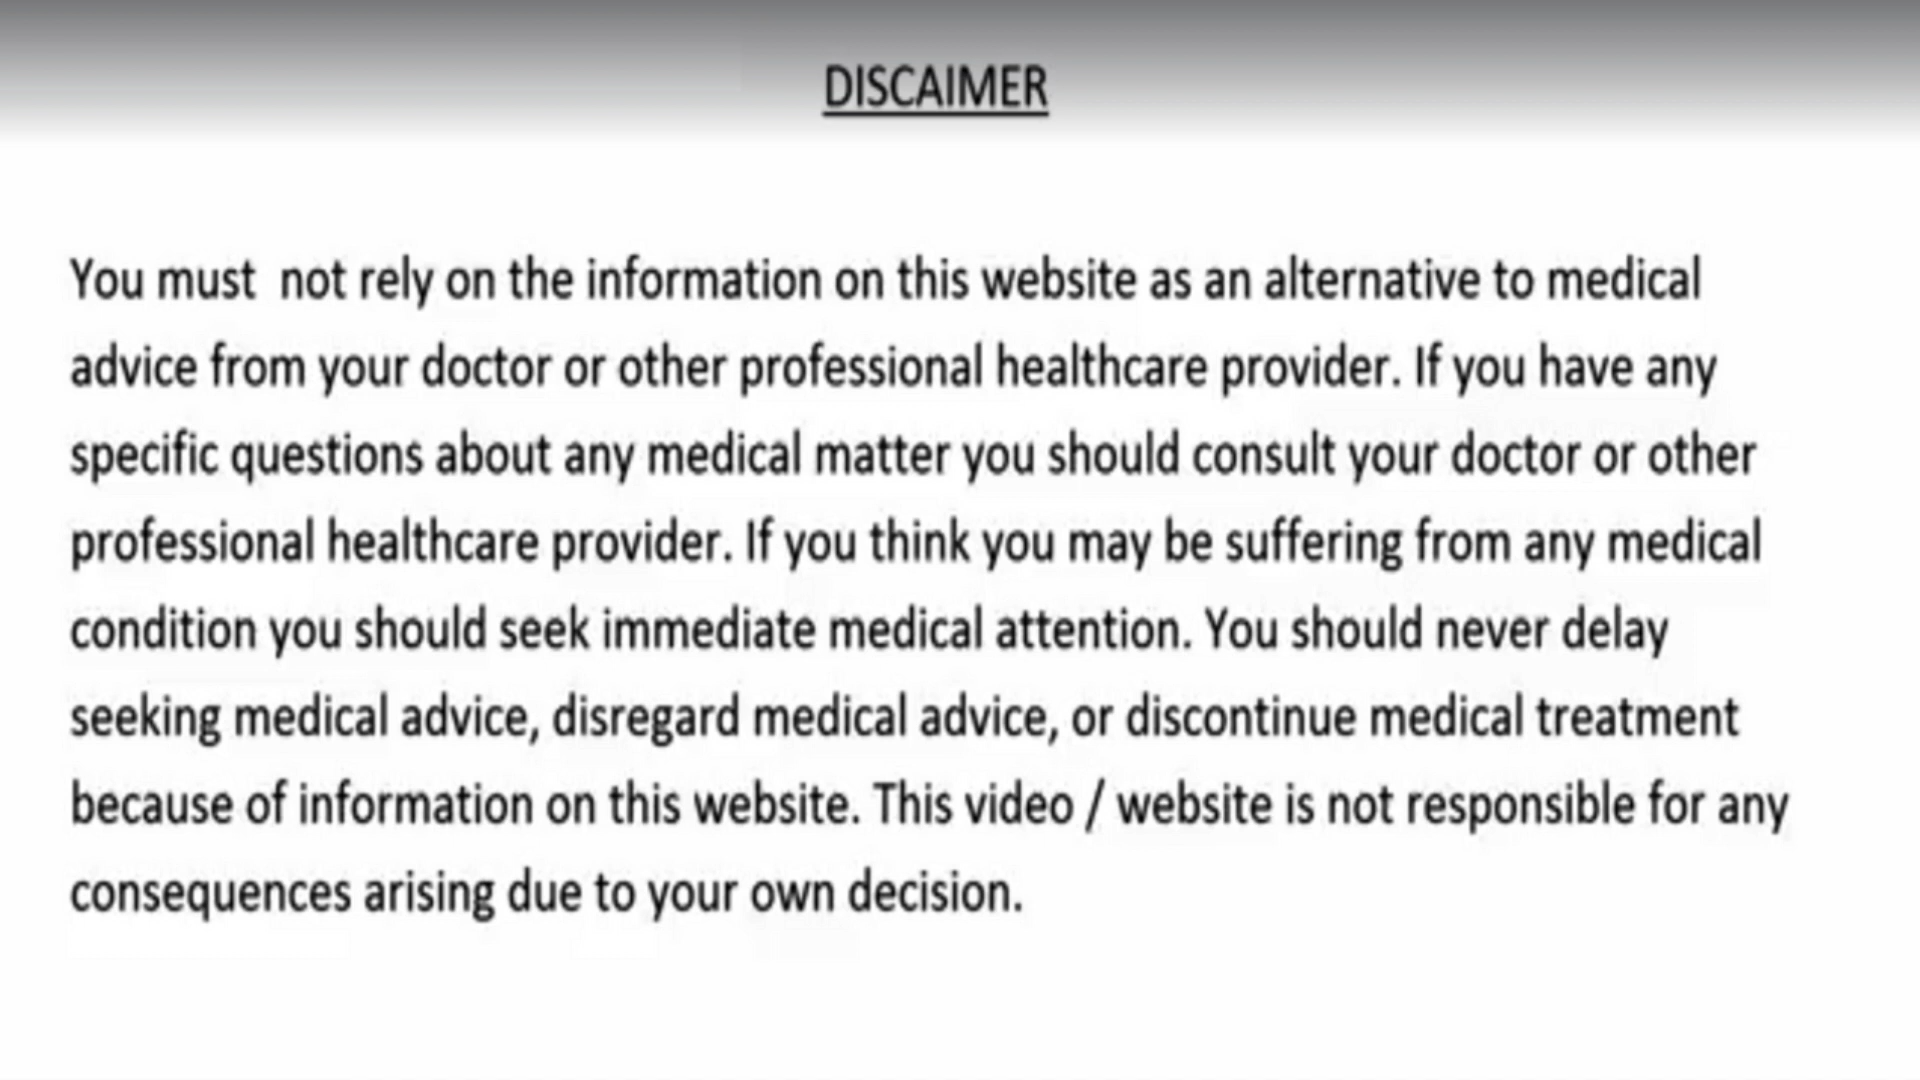 DISCAIMER
You must  not rely on the information on this website as an alternative to medical
advice from your doctor or other professional healthcare provider. If you have any
specific questions about any medical matter you should consult your doctor or other
professional healthcare provider. If you think you may be suffering from any medical
condition you should seek immediate medical attention. You should never delay
seeking medical advice, disregard medical advice, or discontinue medical treatment
because of information on this website. This video / website is not responsible for any
consequences arising due to your own decision.